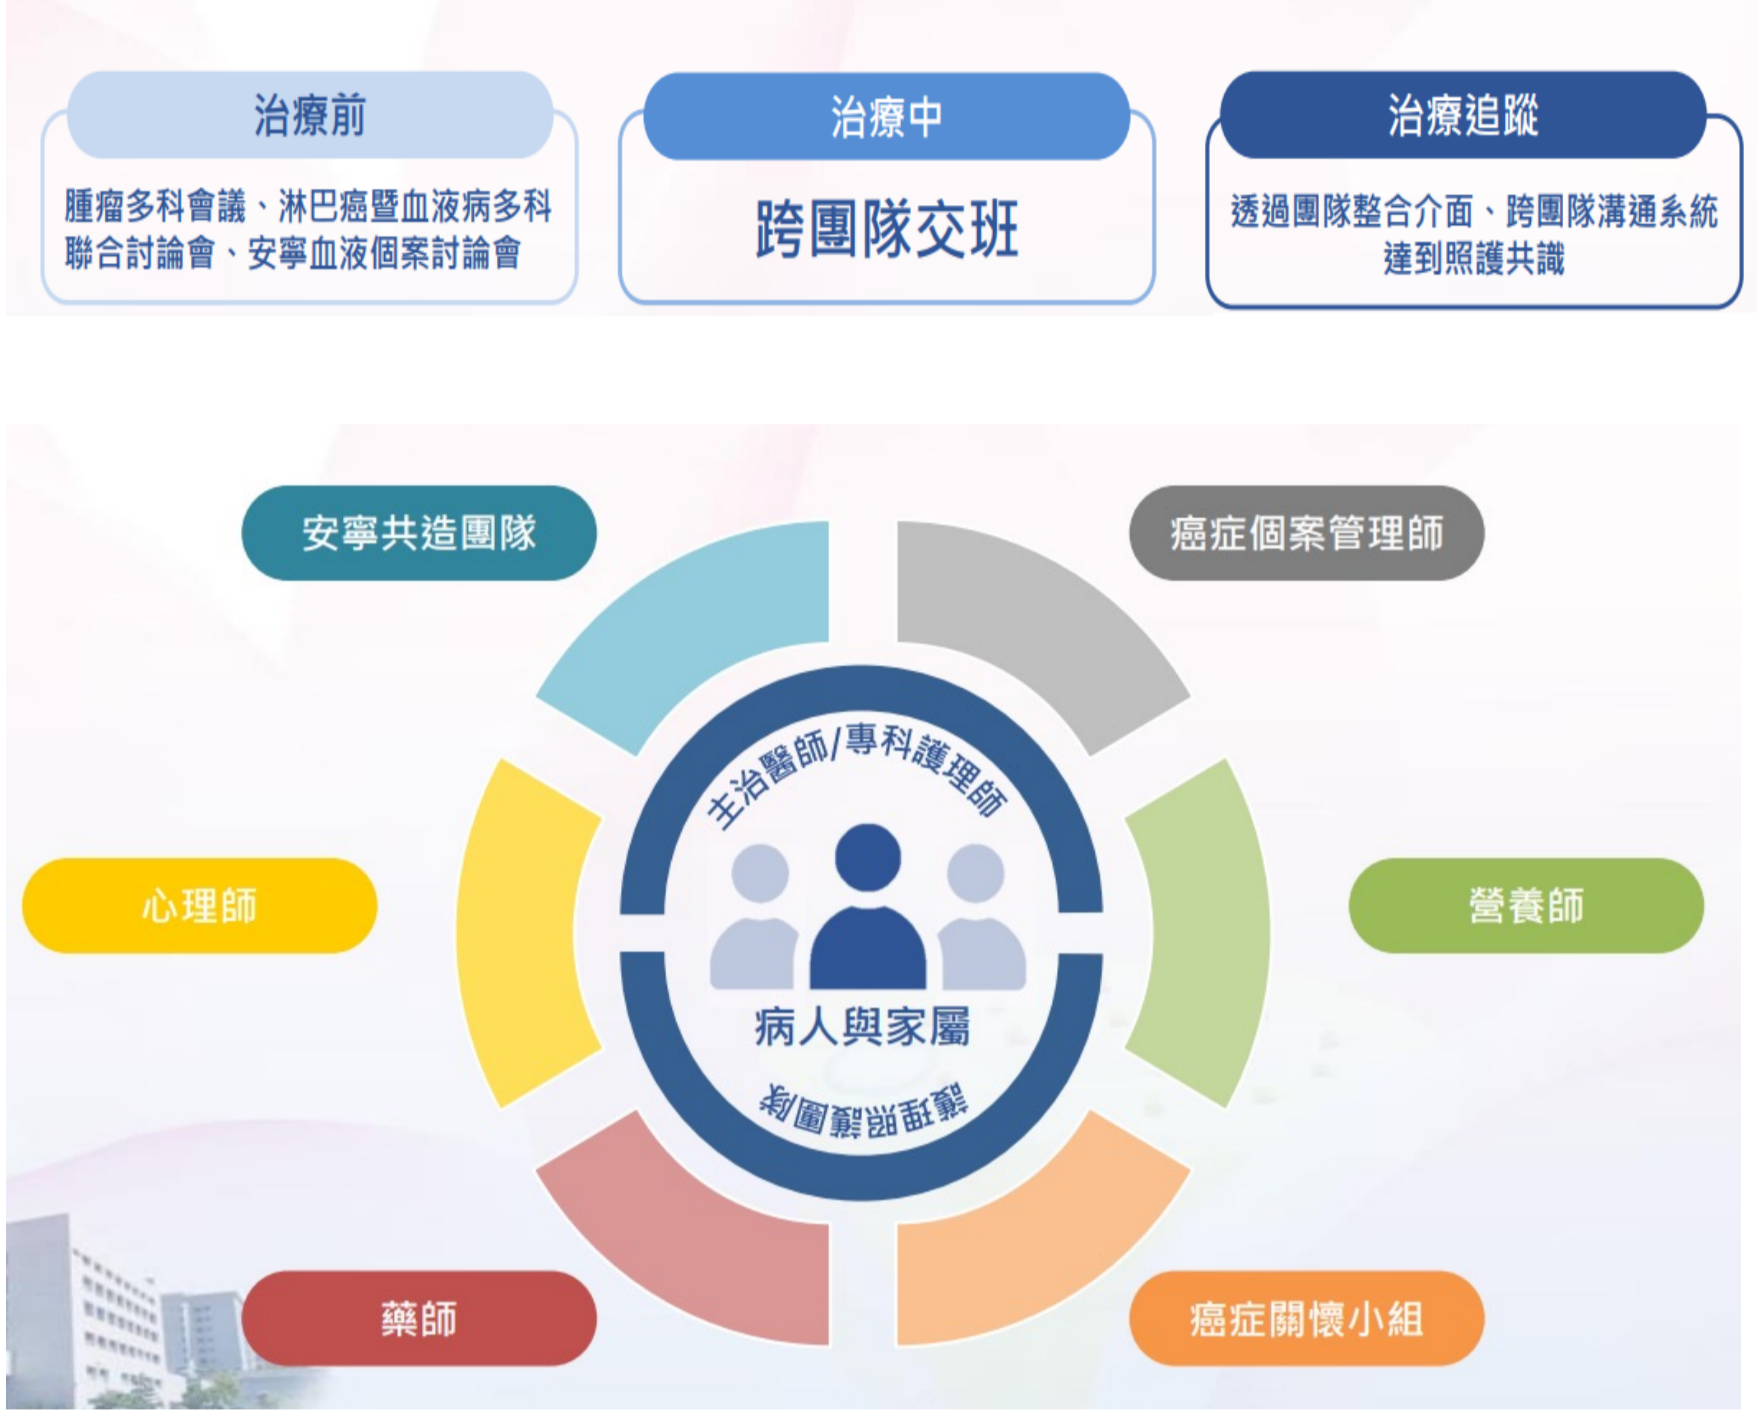 治療前
腫瘤多科會議、淋巴癌暨血液病多科
聯合討論會、安寧血液個案討論會
治療中
跨團隊交班
治療追蹤
透過團隊整合介面、跨團隊溝通系統
達到照護共識
安寧共造團隊
癌症個案管理師
主治醫師/專科護理師
心理師
營養師
病人與家屬
護理照護團隊
藥師
癌症關懷小組